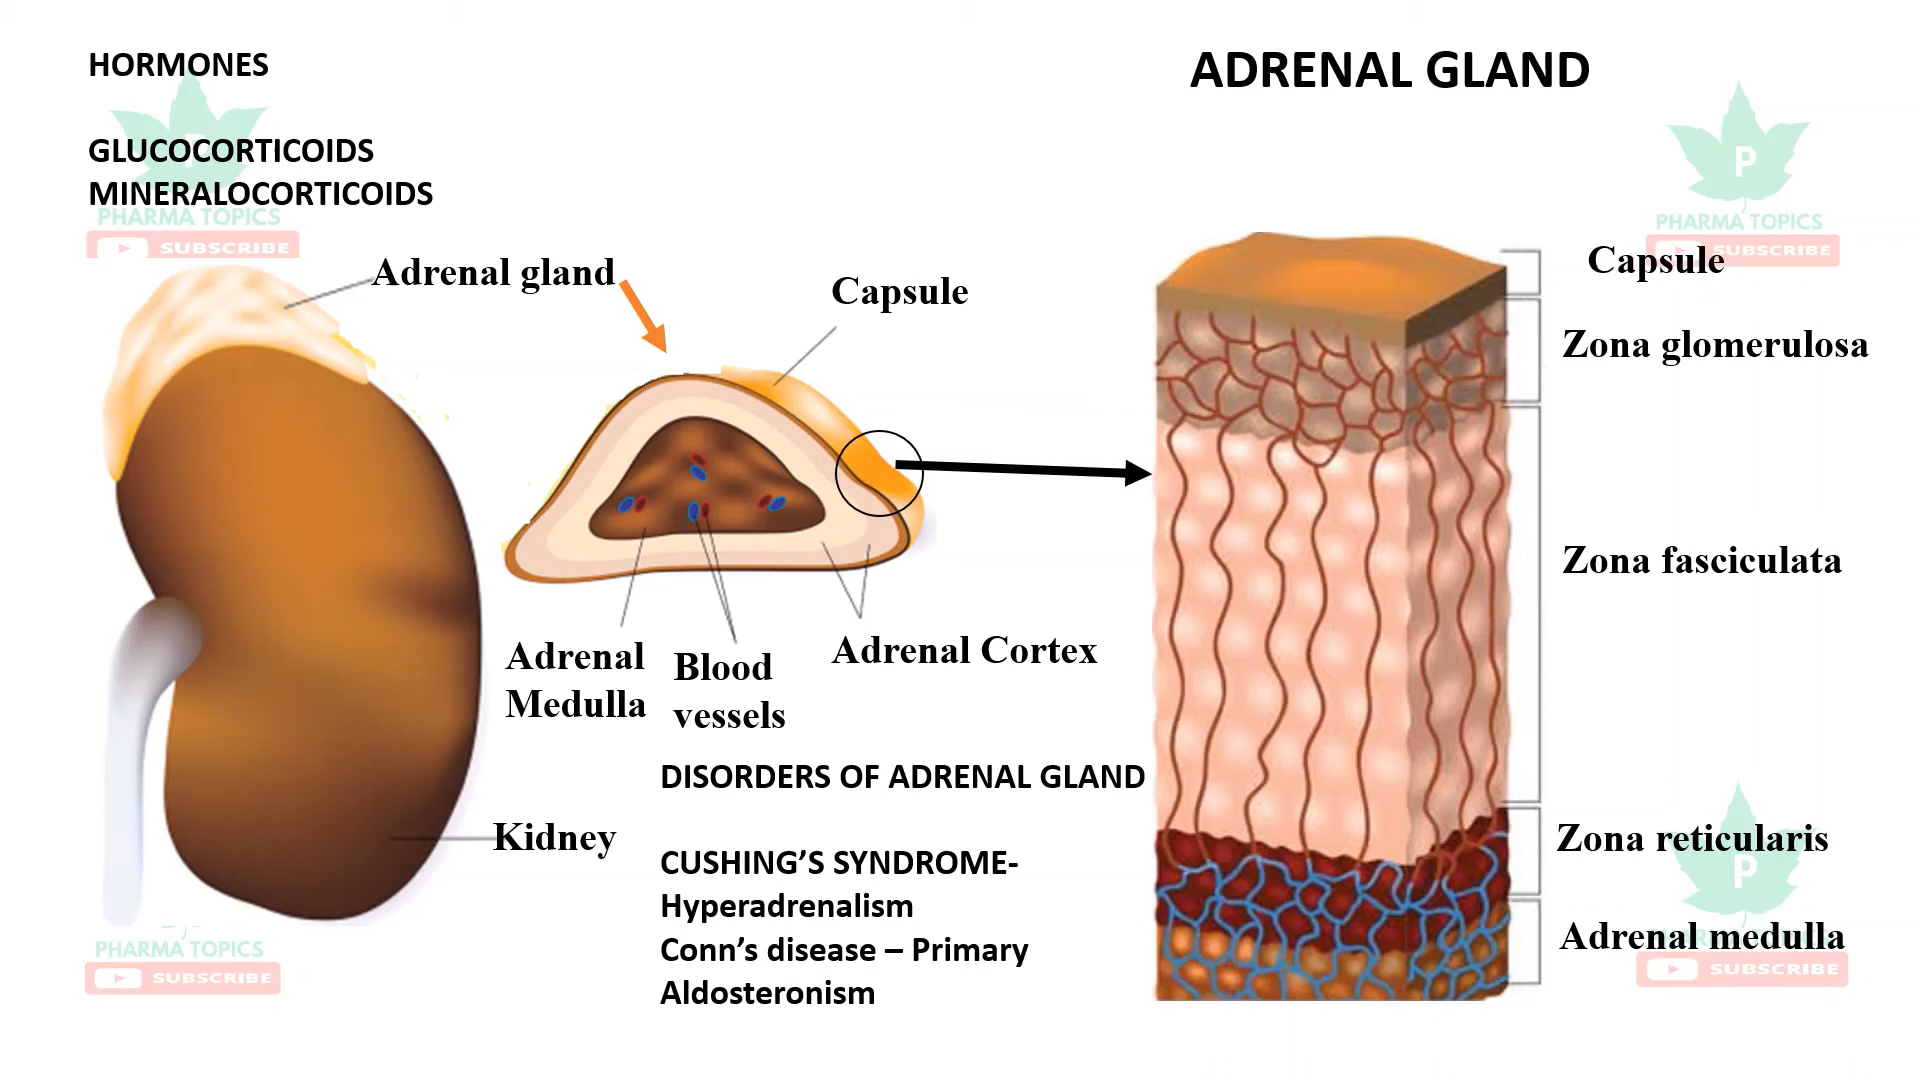 HORMONES
ADRENAL GLAND
GLUCOCORTICOIDS
MINERALOCORTICOIDS
P
PHARMA TOPICS
SUBSCRIBE
P
PHARMA TOPICS
SUBSCRIBE
Adrenal gland
Capsule
Adrenal
Medulla
Blood
vessels
Adrenal Cortex
Kidney
Capsule
Zona glomerulosa
Zona fasciculata
Zona reticularis
Adrenal medulla
DISORDERS OF ADRENAL GLAND
CUSHING’S SYNDROME-
Hyperadrenalism
Conn’s disease – Primary
Aldosteronism
PHARMA TOPICS
SUBSCRIBE
P
SUBSCRIBE